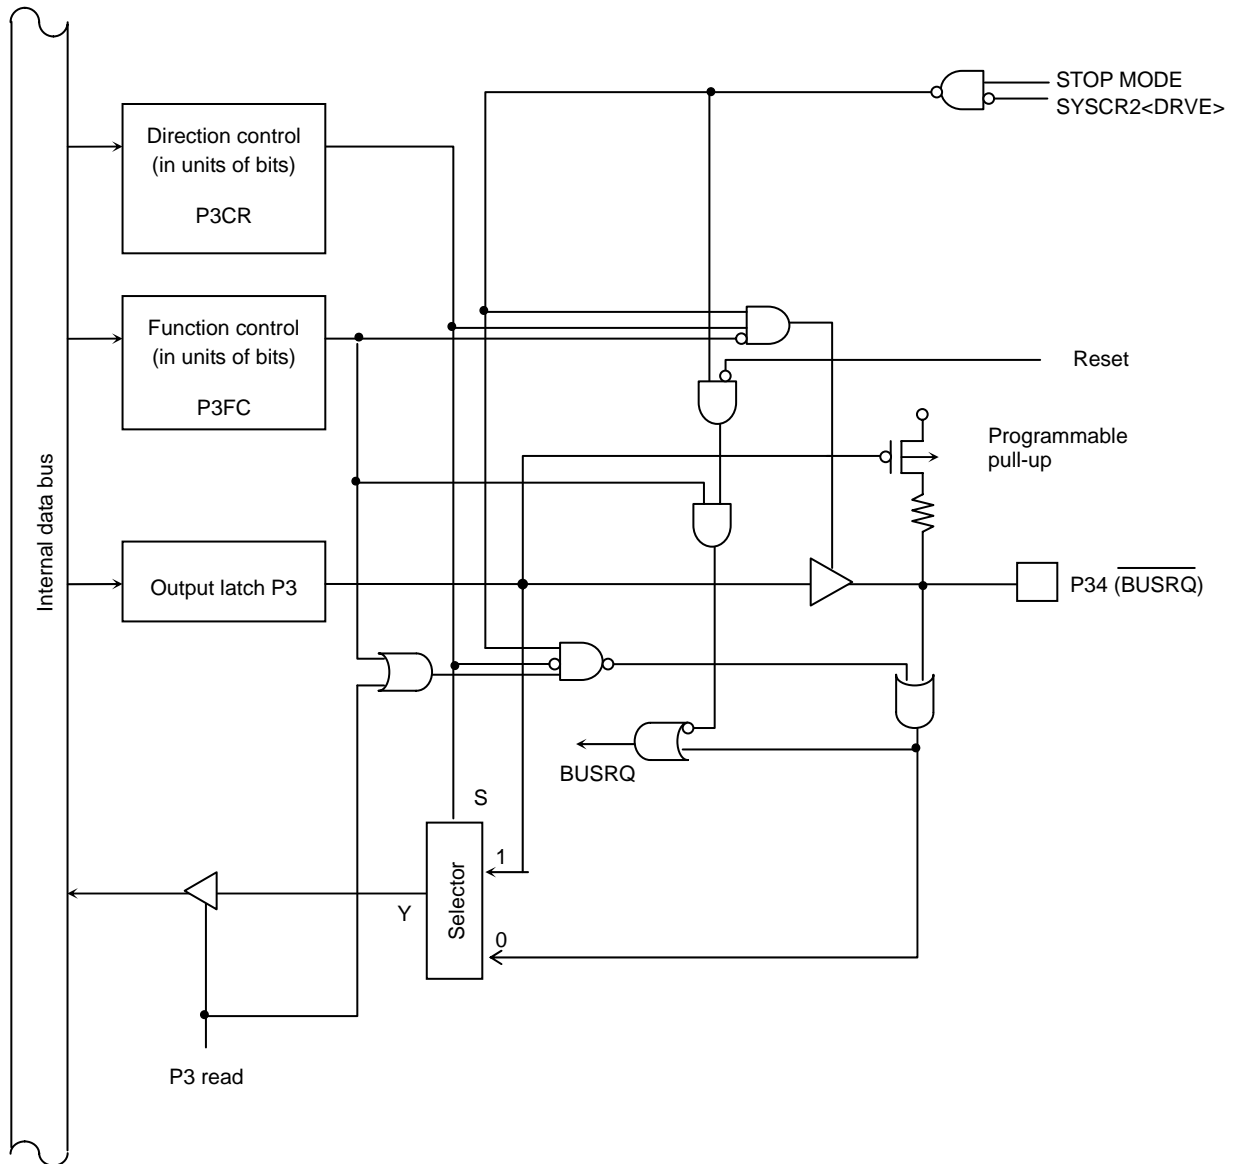 STOP MODE
SYSCR2<DRVE>
Direction control
(in units of bits)
P3CR
Function control
(in units of bits)
P3FC
Reset
Programmable
pull-up
Internal data bus
Output latch P3
P34 (BUSRQ)
BUSRQ
S
1
Selector
Y
0
P3 read